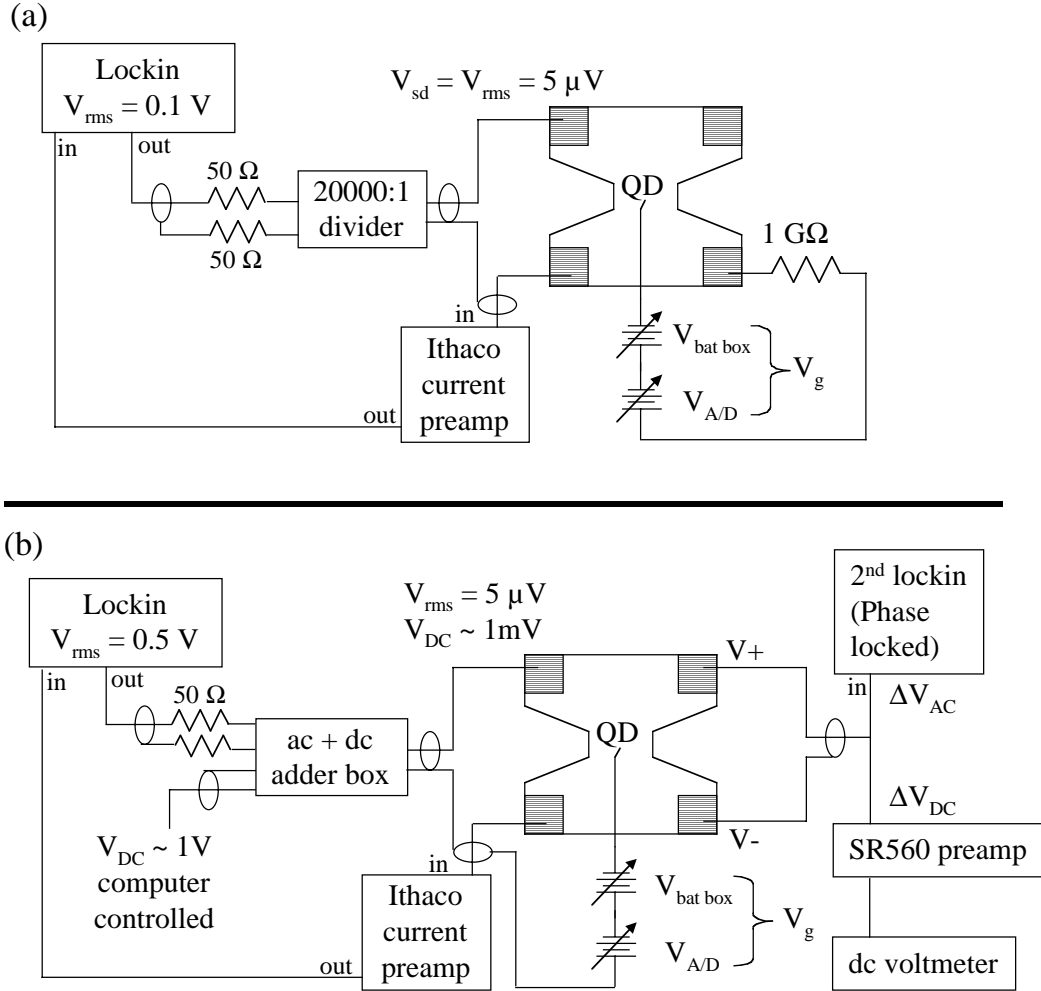 (a)
Lockin
V_rms = 0.1 V
in
out
50 Ω
50 Ω
20000:1
divider
V_sd = V_rms = 5 µV
QD
1 GΩ
in
Ithaco
current
preamp
out
V_bat box
V_A/D
V_g
(b)
Lockin
V_rms = 0.5 V
in
out
50 Ω
ac + dc
adder box
V_DC ~ 1V
computer
controlled
V_rms = 5 µV
V_DC ~ 1mV
QD
V+
V-
in
Ithaco
current
preamp
out
V_bat box
V_A/D
V_g
2nd lockin
(Phase
locked)
in
ΔV_AC
ΔV_DC
SR560 preamp
dc voltmeter